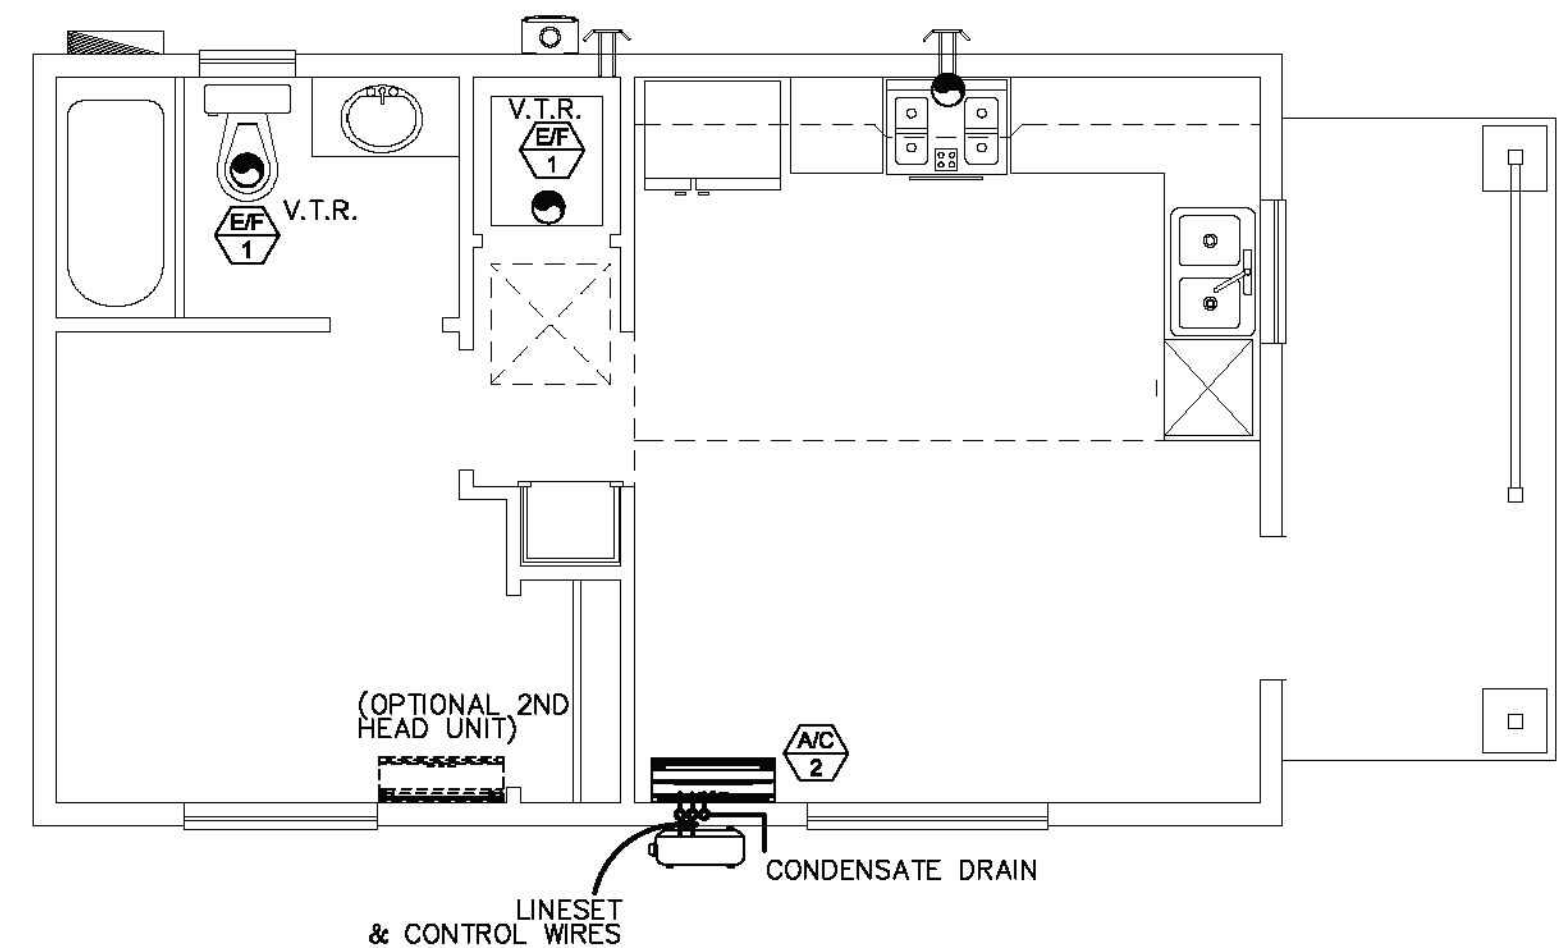 V.T.R.
E/F
1
E/F
1
V.T.R.
(OPTIONAL 2ND
HEAD UNIT)
A/C
2
CONDENSATE DRAIN
LINESET
& CONTROL WIRES